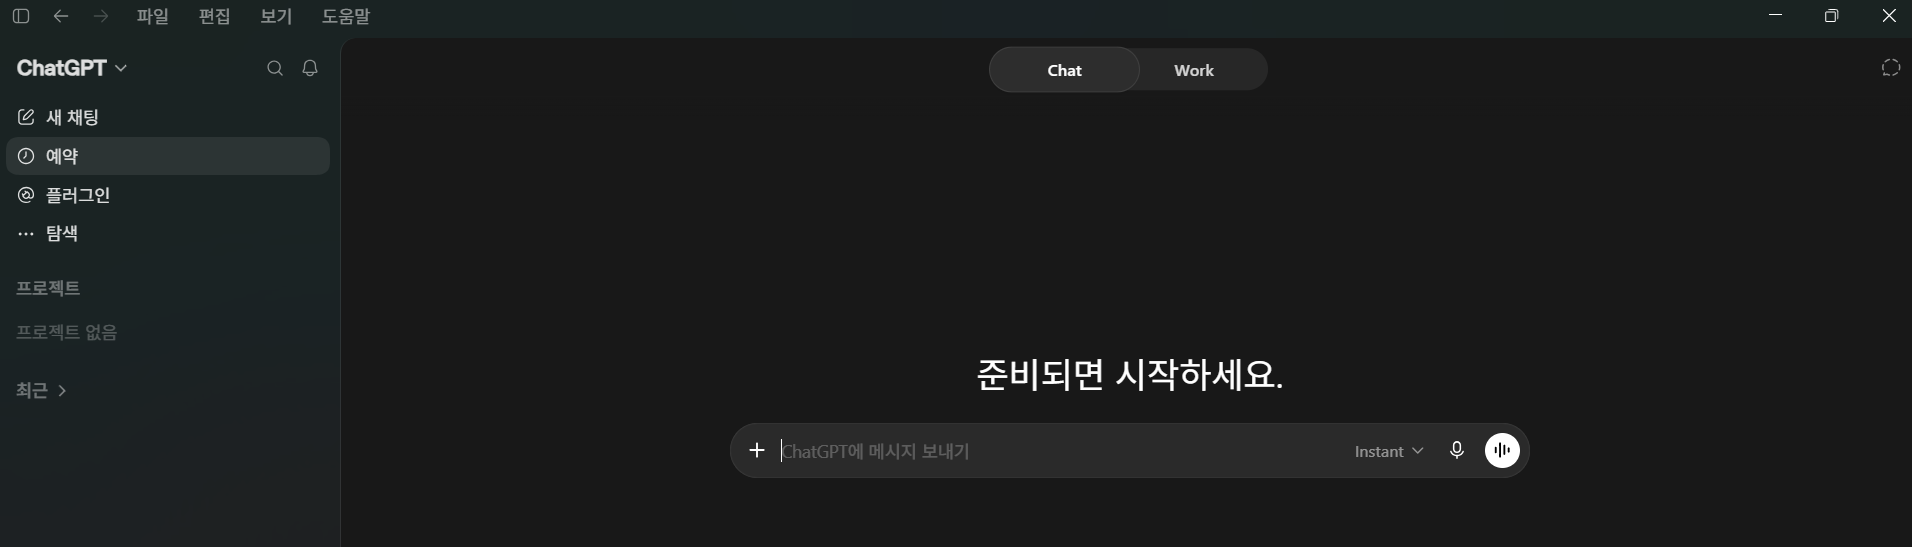 파일 편집 보기 도움말
ChatGPT
Chat Work
새 채팅
예약
플러그인
탐색
프로젝트
프로젝트 없음
최근
준비되면 시작하세요.
ChatGPT에 메시지 보내기
Instant